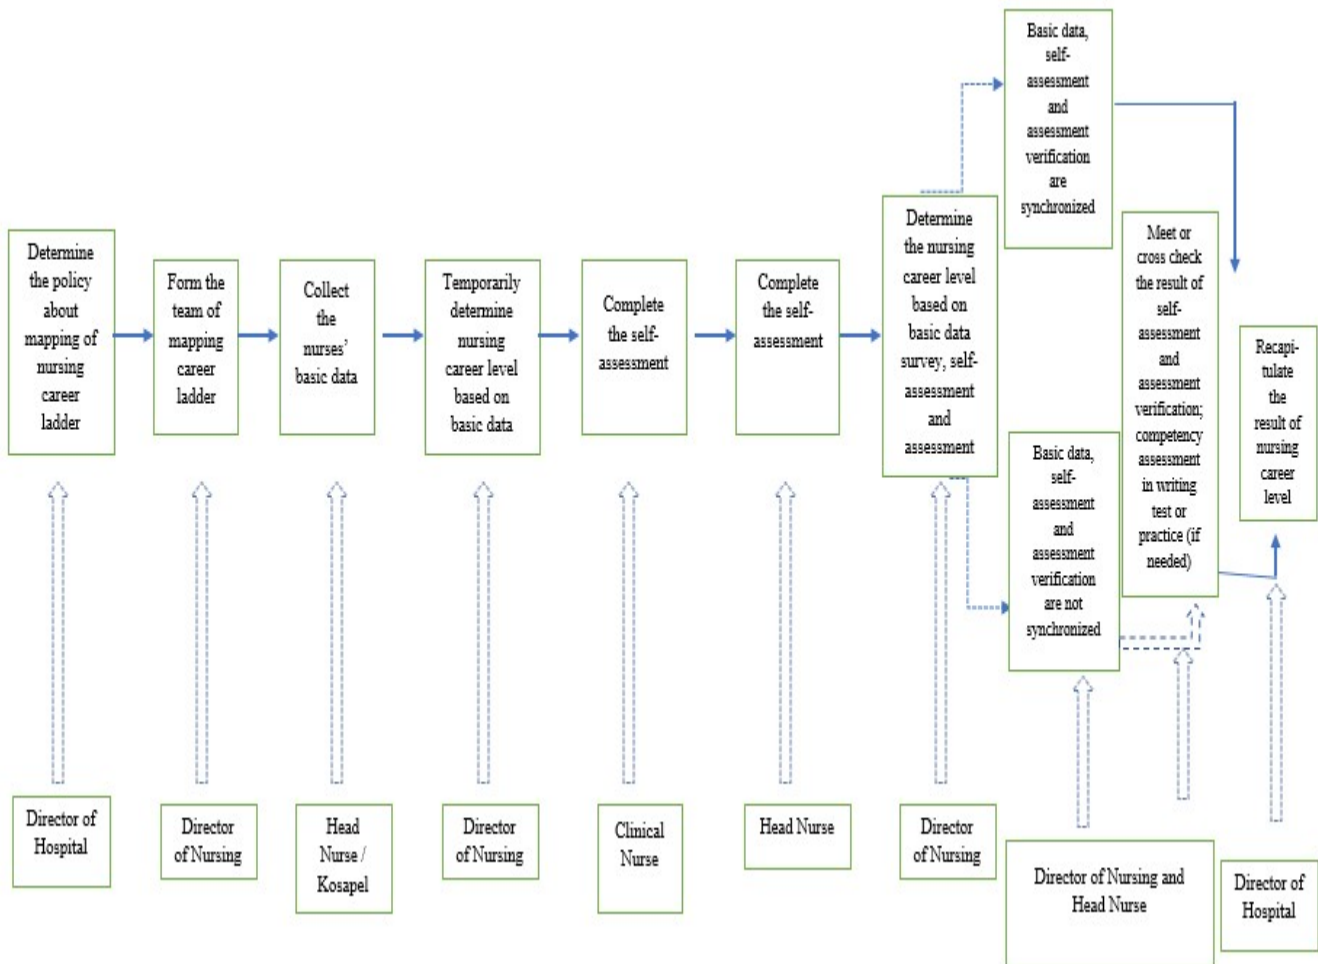 Determine
the policy
about
mapping of
nursing
career
ladder
Form the
team of
mapping
career
ladder
Collect
the
nurses’
basic data
Temporarily
determine
nursing
career level
based on
basic data
Complete
the self-
assessment
Complete
the self-
assessment
Determine
the nursing
career level
based on
basic data
survey, self-
assessment
and
assessment
Basic data,
self-
assessment
and
assessment
verification
are
synchronized
Basic data,
self-
assessment
and
assessment
verification
are not
synchronized
Meet or
cross check
the result of
self-
assessment
and
assessment
verification;
competency
assessment
in writing
test or
practice (if
needed)
Recapi-
tulate
the
result of
nursing
career
level
Director of
Hospital
Director
of Nursing
Head
Nurse /
Kosapel
Director
of Nursing
Clinical
Nurse
Head Nurse
Director
of Nursing
Director of Nursing and
Head Nurse
Director of
Hospital